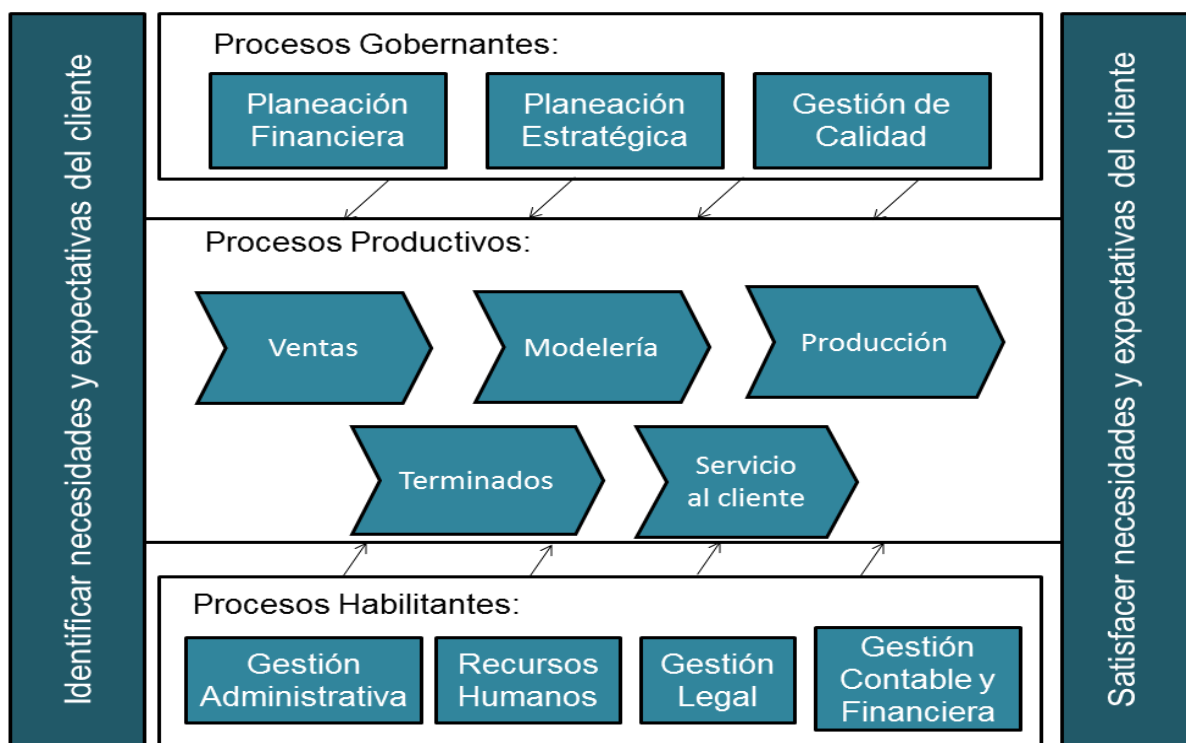 Identificar necesidades y expectativas del cliente
Procesos Gobernantes:
Planeación
Financiera
Planeación
Estratégica
Gestión de
Calidad
Procesos Productivos:
Ventas
Modelería
Producción
Terminados
Servicio
al cliente
Procesos Habilitantes:
Gestión
Administrativa
Recursos
Humanos
Gestión
Legal
Gestión
Contable y
Financiera
Satisfacer necesidades y expectativas del cliente